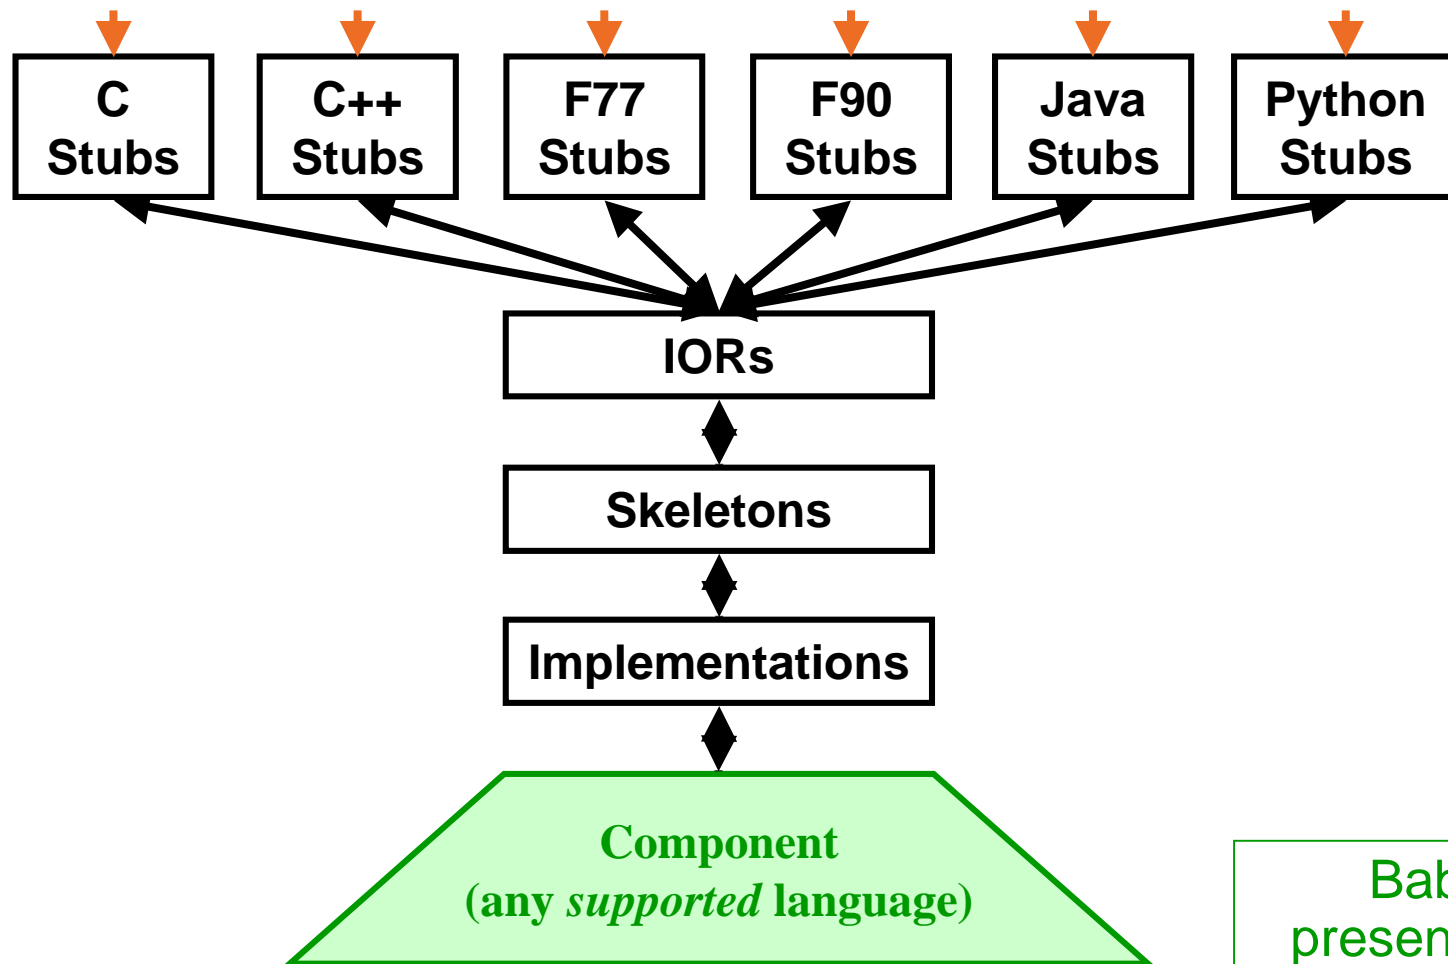 C
Stubs
C++
Stubs
F77
Stubs
F90
Stubs
Java
Stubs
Python
Stubs
IORs
Skeletons
Implementations
Component
(any supported language)